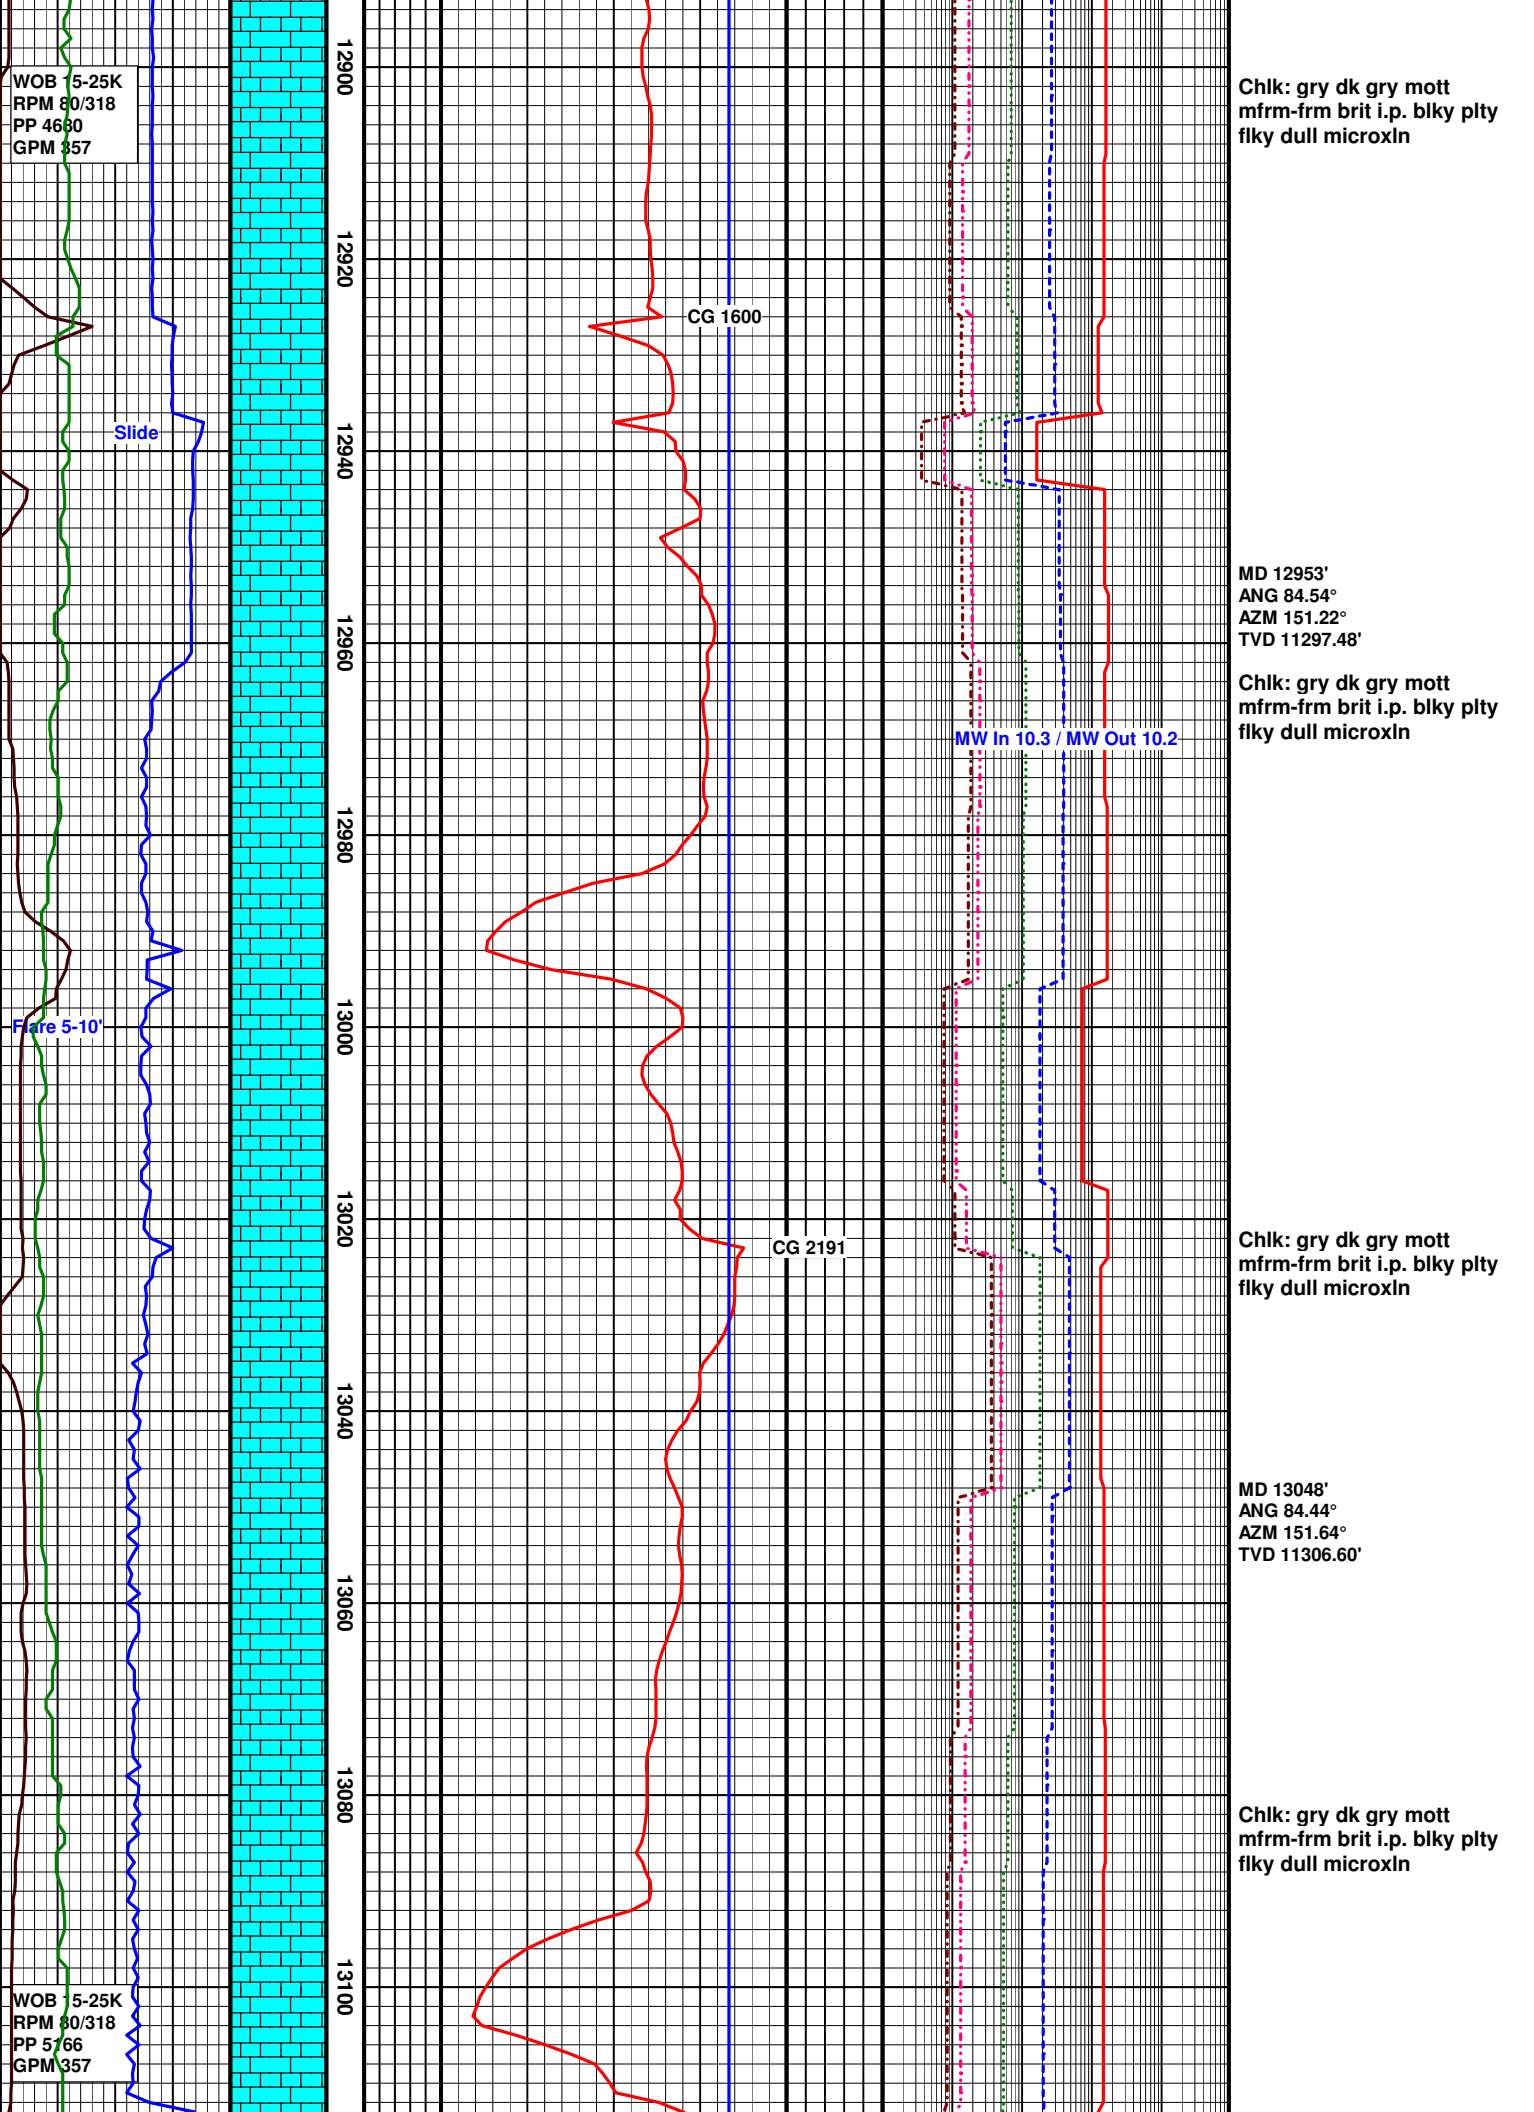 12900
WOB 15-25K
RPM 80/318
PP 4680
GPM 357
Chlk: gry dk gry mott
mfrm-frm brit i.p. blky plty
flky dull microxln
12920
CG 1600
Slide
12940
MD 12953'
ANG 84.54°
AZM 151.22°
TVD 11297.48'
12960
Chlk: gry dk gry mott
mfrm-frm brit i.p. blky plty
flky dull microxln
MW In 10.3 / MW Out 10.2
12980
Flare 5-10'
13000
13020
CG 2191
Chlk: gry dk gry mott
mfrm-frm brit i.p. blky plty
flky dull microxln
13040
MD 13048'
ANG 84.44°
AZM 151.64°
TVD 11306.60'
13060
13080
Chlk: gry dk gry mott
mfrm-frm brit i.p. blky plty
flky dull microxln
13100
WOB 15-25K
RPM 80/318
PP 5166
GPM 357